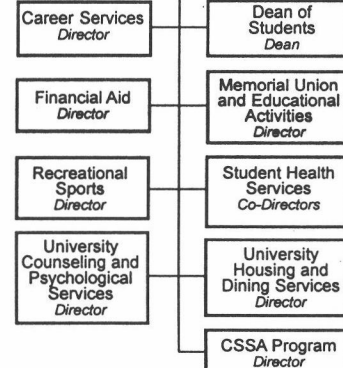 Career Services
Director
Dean of
Students
Dean
Financial Aid
Director
Memorial Union
and Educational
Activities
Director
Recreational
Sports
Director
Student Health
Services
Co-Directors
University
Counseling and
Psychological
Services
Director
University
Housing and
Dining Services
Director
CSSA Program
Director